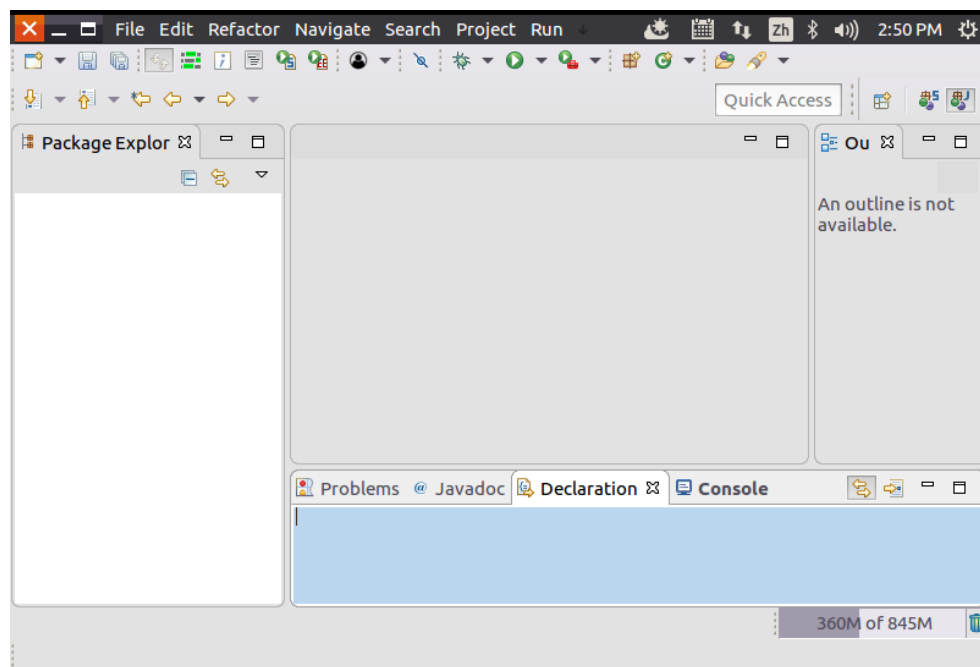 File Edit Refactor Navigate Search Project Run Zh 2:50 PM
Quick Access
Package Explor
Ou
An outline is not
available.
Problems @ Javadoc Declaration Console
360M of 845M